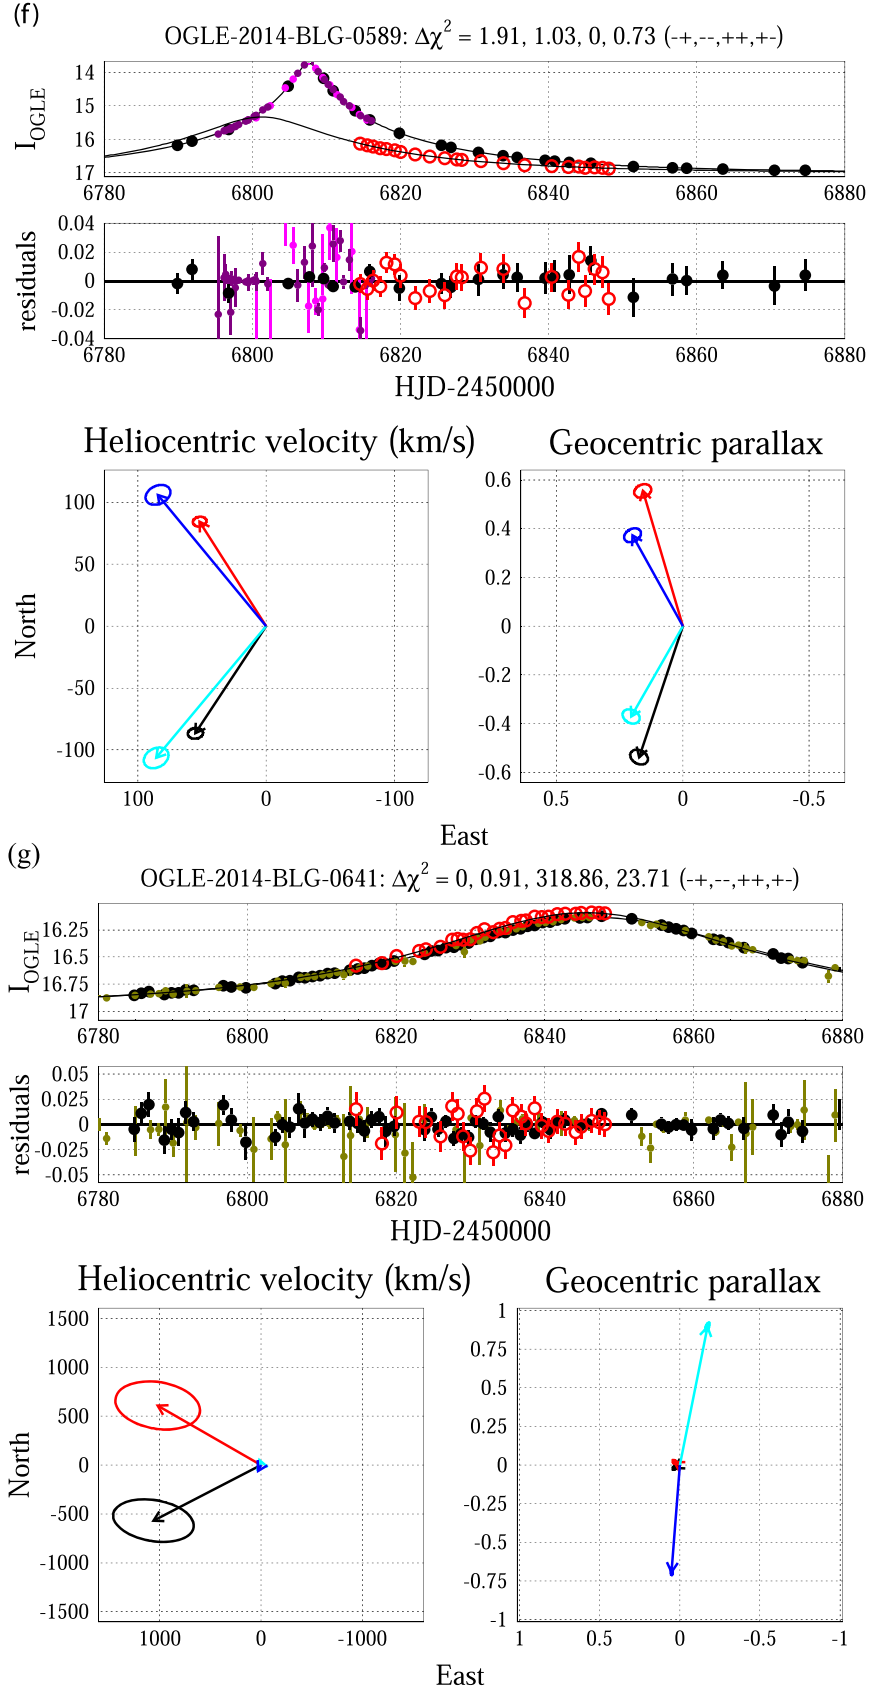 (f)
OGLE-2014-BLG-0589: Δχ² = 1.91, 1.03, 0, 0.73 (-+,--,++,+-)
I_OGLE
14
15
16
17
6780 6800 6820 6840 6860 6880
residuals
0.04
0.02
0
-0.02
-0.04
6780 6800 6820 6840 6860 6880
HJD-2450000
Heliocentric velocity (km/s) Geocentric parallax
North
100
50
0
-50
-100
100 0 -100
0.6
0.4
0.2
0
-0.2
-0.4
-0.6
0.5 0 -0.5
East
(g)
OGLE-2014-BLG-0641: Δχ² = 0, 0.91, 318.86, 23.71 (-+,--,++,+-)
I_OGLE
16.25
16.5
16.75
17
6780 6800 6820 6840 6860 6880
residuals
0.05
0.025
0
-0.025
-0.05
6780 6800 6820 6840 6860 6880
HJD-2450000
Heliocentric velocity (km/s) Geocentric parallax
North
1500
1000
500
0
-500
-1000
-1500
1000 0 -1000
1
0.75
0.5
0.25
0
-0.25
-0.5
-0.75
-1
1 0.5 0 -0.5 -1
East